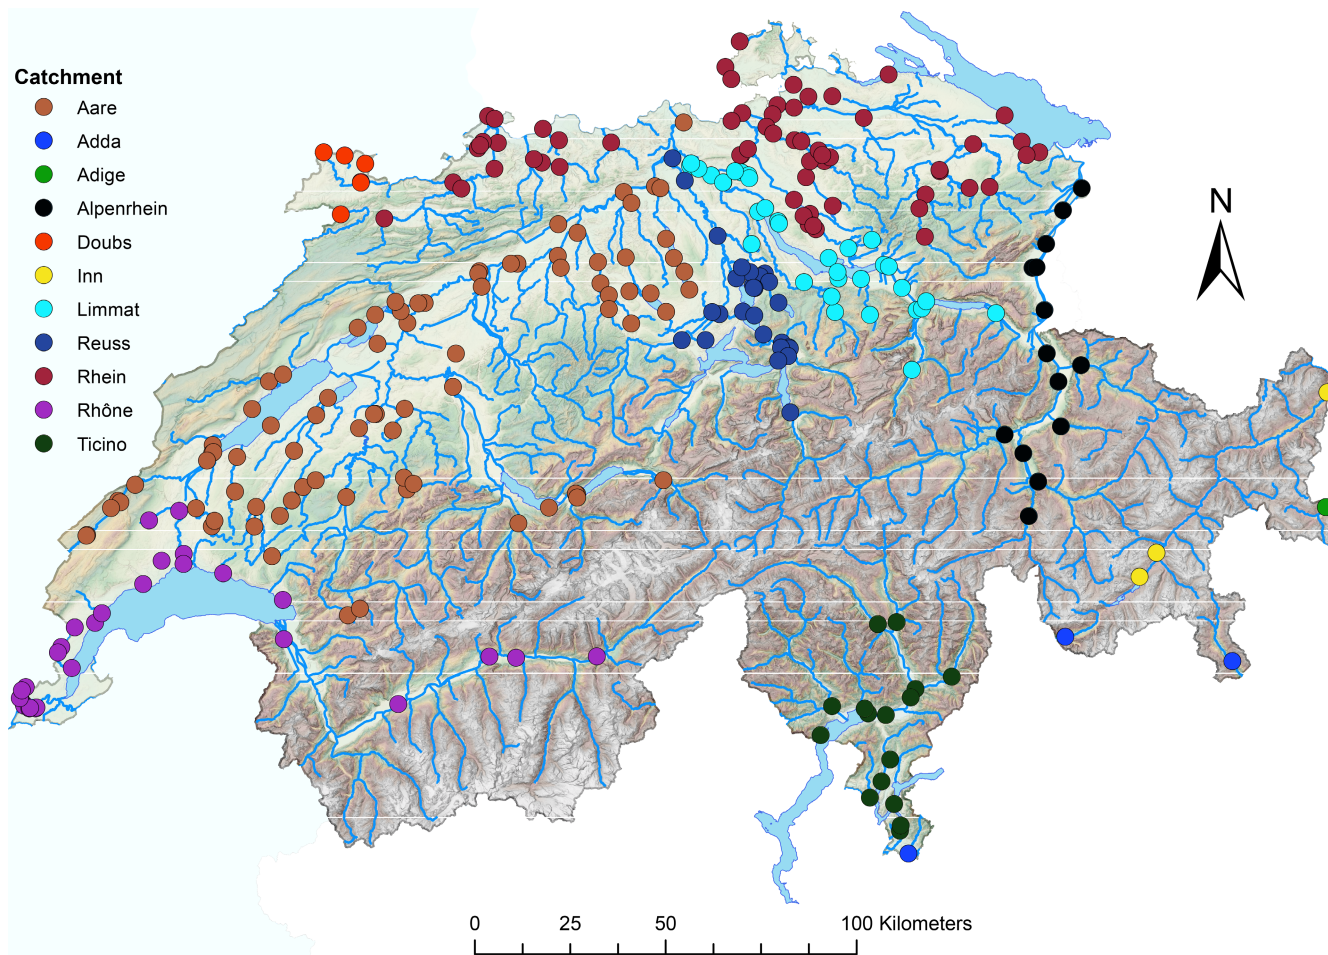 Catchment
Aare
Adda
Adige
Alpenrhein
Doubs
Inn
Limmat
Reuss
Rhein
Rhône
Ticino
N
0 25 50 100 Kilometers